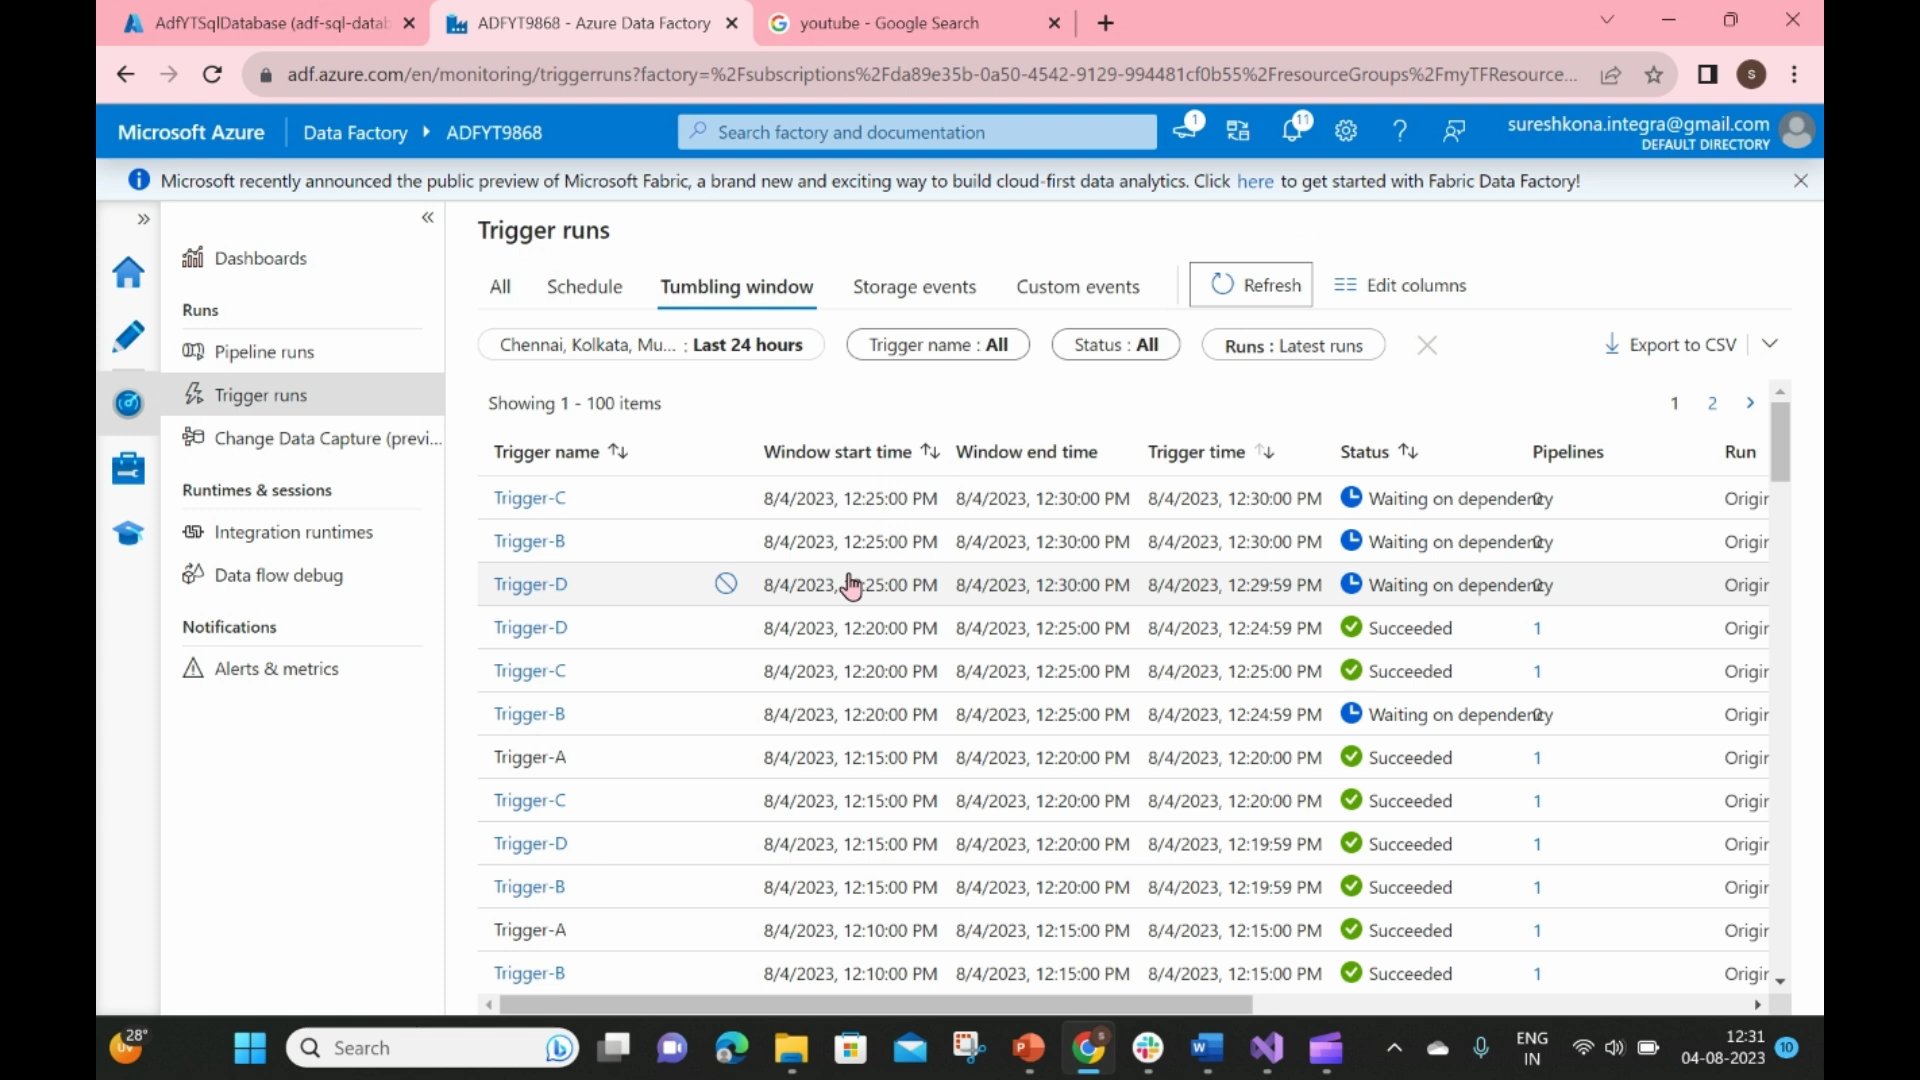 AdfYTSqlDatabase (adf-sql-datab
ADFYT9868 - Azure Data Factory
youtube - Google Search
adf.azure.com/en/monitoring/triggerruns?factory=%2Fsubscriptions%2Fda89e35b-0a50-4542-9129-994481cf0b55%2FresourceGroups%2FmyTFResource...
S
Microsoft Azure
Data Factory
ADFYT9868
Search factory and documentation
1
11
sureshkona.integra@gmail.com
DEFAULT DIRECTORY
Microsoft recently announced the public preview of Microsoft Fabric, a brand new and exciting way to build cloud-first data analytics. Click here to get started with Fabric Data Factory!
Dashboards
Runs
Pipeline runs
Trigger runs
Change Data Capture (previ...
Runtimes & sessions
Integration runtimes
Data flow debug
Notifications
Alerts & metrics
Trigger runs
All Schedule Tumbling window Storage events Custom events Refresh Edit columns
Chennai, Kolkata, Mu... : Last 24 hours Trigger name : All Status : All Runs : Latest runs Export to CSV
Showing 1 - 100 items 1 2
Trigger name Window start time Window end time Trigger time Status Pipelines Run
Trigger-C 8/4/2023, 12:25:00 PM 8/4/2023, 12:30:00 PM 8/4/2023, 12:30:00 PM Waiting on dependency 0 Origin
Trigger-B 8/4/2023, 12:25:00 PM 8/4/2023, 12:30:00 PM 8/4/2023, 12:30:00 PM Waiting on dependency 0 Origin
Trigger-D 8/4/2023, 12:25:00 PM 8/4/2023, 12:30:00 PM 8/4/2023, 12:29:59 PM Waiting on dependency 0 Origin
Trigger-D 8/4/2023, 12:20:00 PM 8/4/2023, 12:25:00 PM 8/4/2023, 12:24:59 PM Succeeded 1 Origin
Trigger-C 8/4/2023, 12:20:00 PM 8/4/2023, 12:25:00 PM 8/4/2023, 12:25:00 PM Succeeded 1 Origin
Trigger-B 8/4/2023, 12:20:00 PM 8/4/2023, 12:25:00 PM 8/4/2023, 12:24:59 PM Waiting on dependency 0 Origin
Trigger-A 8/4/2023, 12:15:00 PM 8/4/2023, 12:20:00 PM 8/4/2023, 12:20:00 PM Succeeded 1 Origin
Trigger-C 8/4/2023, 12:15:00 PM 8/4/2023, 12:20:00 PM 8/4/2023, 12:20:00 PM Succeeded 1 Origin
Trigger-D 8/4/2023, 12:15:00 PM 8/4/2023, 12:20:00 PM 8/4/2023, 12:19:59 PM Succeeded 1 Origin
Trigger-B 8/4/2023, 12:15:00 PM 8/4/2023, 12:20:00 PM 8/4/2023, 12:19:59 PM Succeeded 1 Origin
Trigger-A 8/4/2023, 12:10:00 PM 8/4/2023, 12:15:00 PM 8/4/2023, 12:15:00 PM Succeeded 1 Origin
Trigger-B 8/4/2023, 12:10:00 PM 8/4/2023, 12:15:00 PM 8/4/2023, 12:15:00 PM Succeeded 1 Origin
28°
UV
Search
ENG
IN
12:31
04-08-2023
10